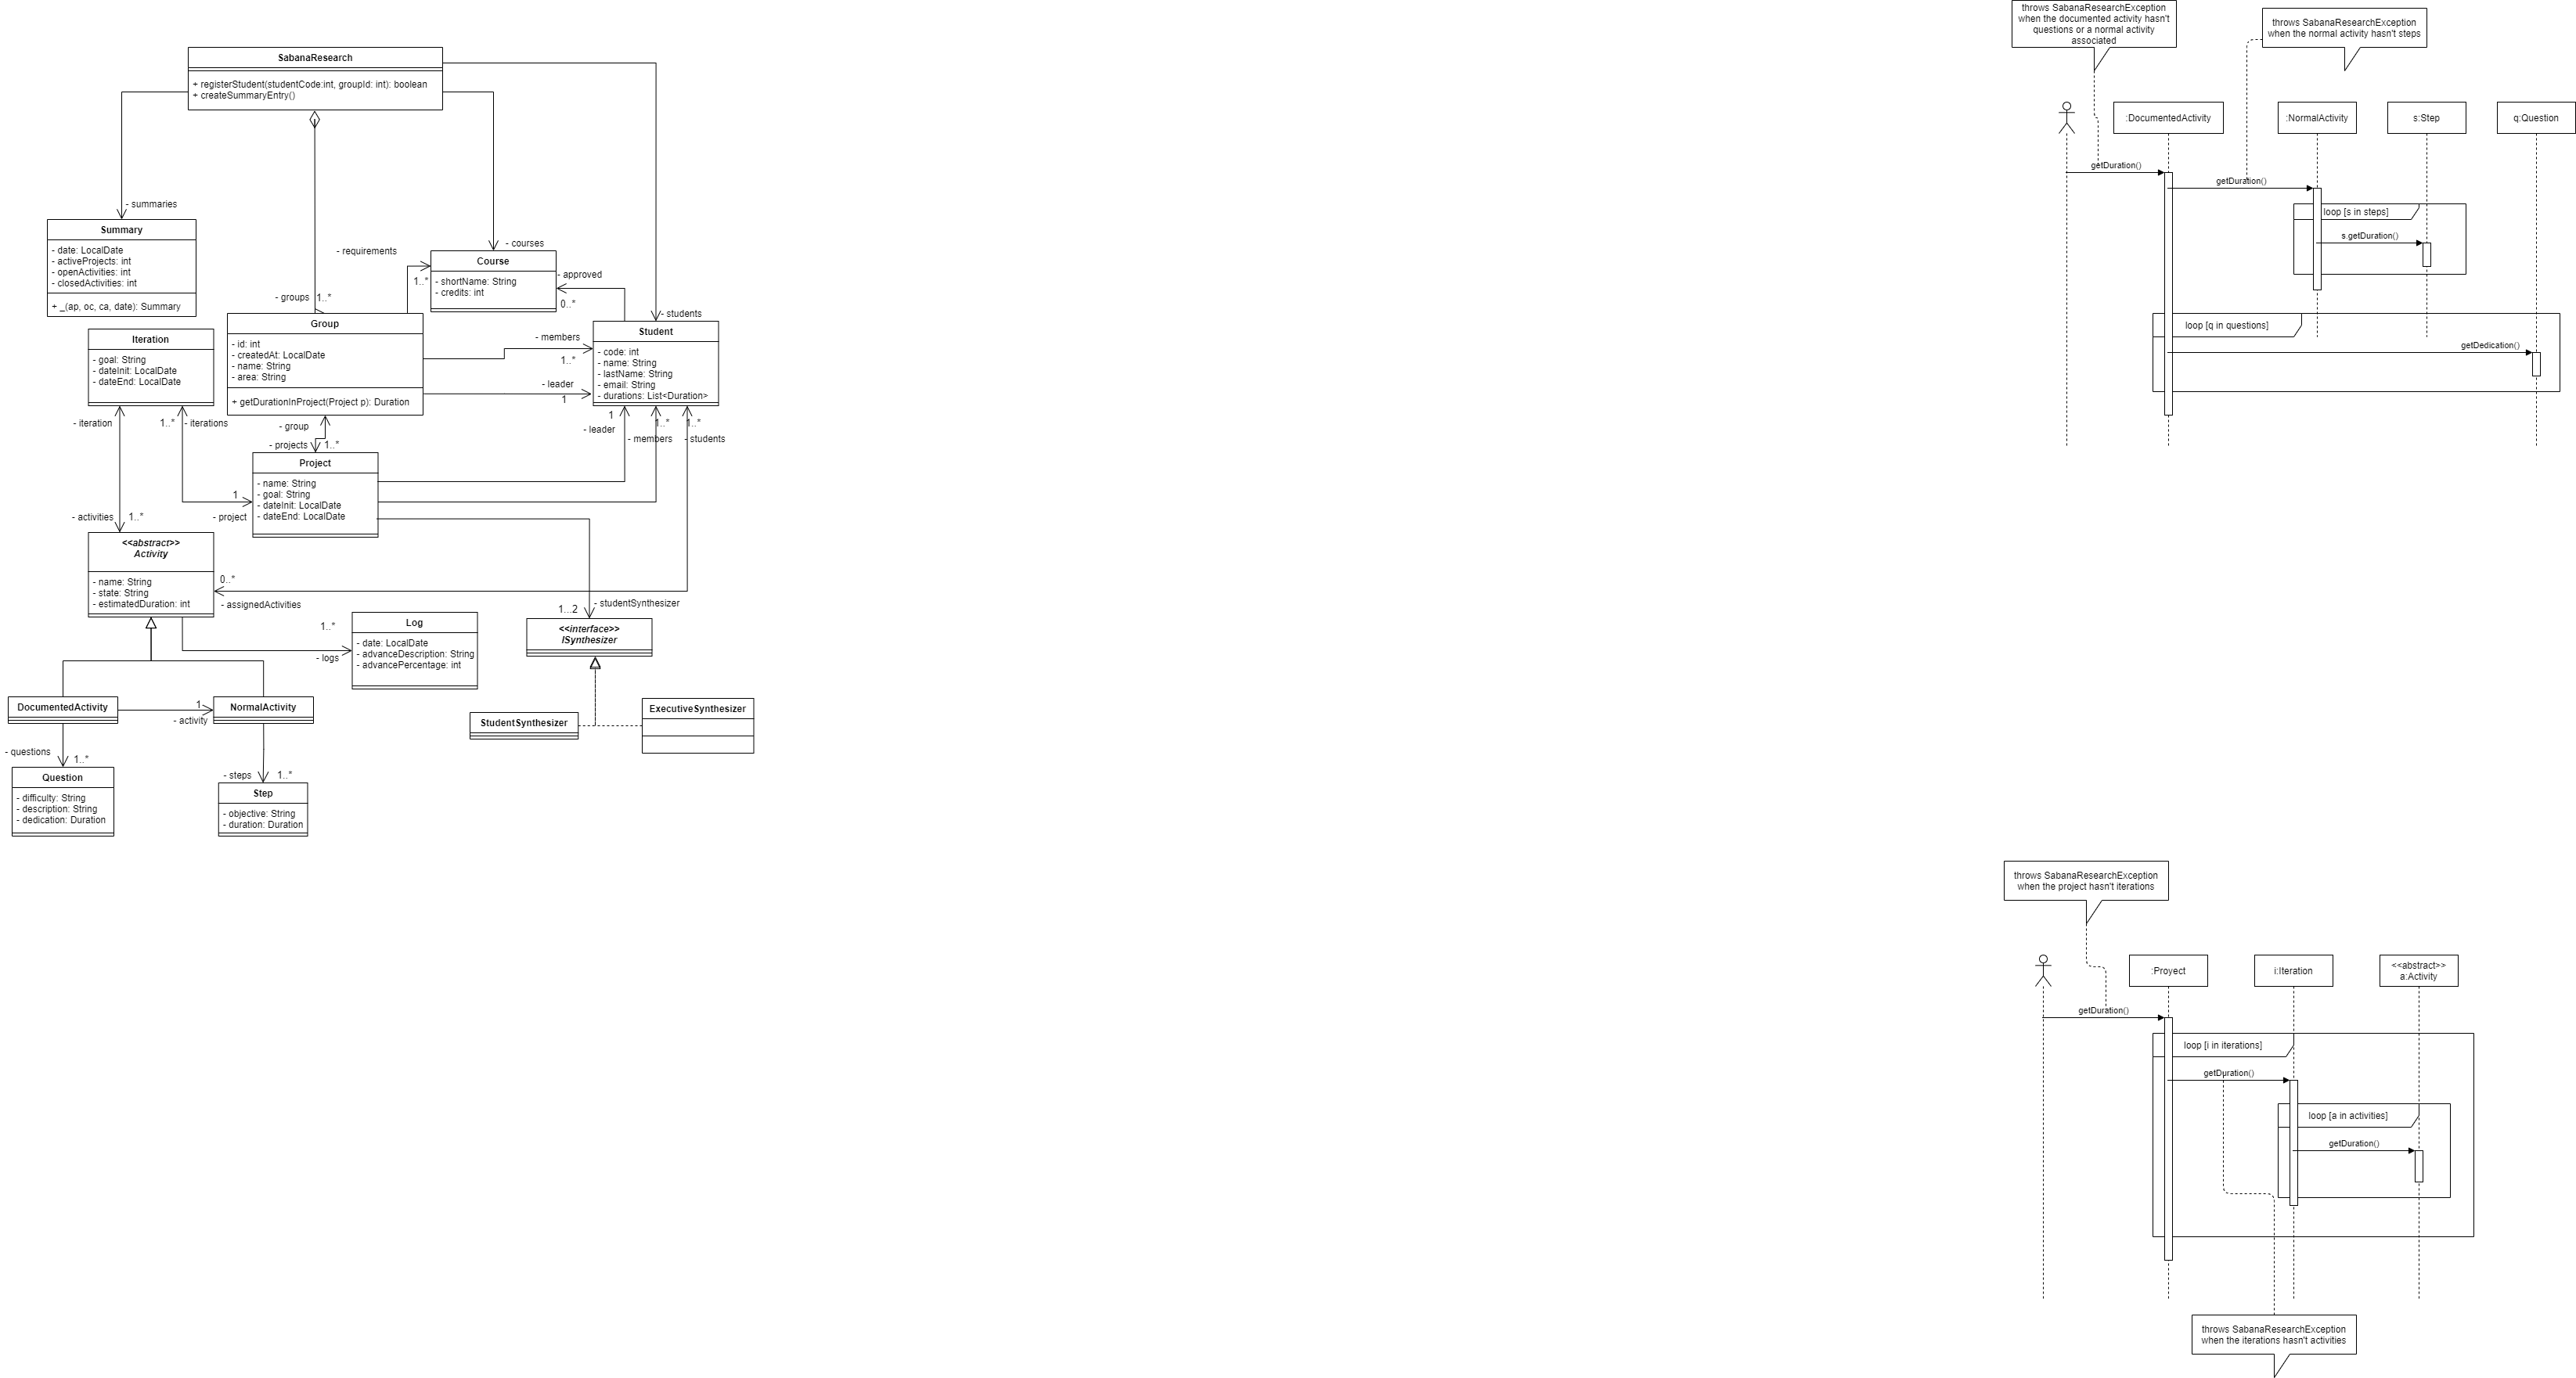 SabanaResearch
+ registerStudent(studentCode:int, groupId: int): boolean
+ createSummaryEntry()
- summaries
Summary
- date: LocalDate
- activeProjects: int
- openActivities: int
- closedActivities: int
+ _(ap, oc, ca, date): Summary
- requirements
- courses
Course
- shortName: String
- credits: int
1..*
- approved
0..*
- groups
1..*
Group
- id: int
- createdAt: LocalDate
- name: String
- area: String
+ getDurationInProject(Project p): Duration
- students
Student
- code: int
- name: String
- lastName: String
- email: String
- durations: List<Duration>
- members
1..*
- leader
1
Iteration
- goal: String
- dateInit: LocalDate
- dateEnd: LocalDate
- iteration
1..*
- iterations
- group
- projects
1..*
1
- leader
1..*
- members
1..*
- students
Project
- name: String
- goal: String
- dateInit: LocalDate
- dateEnd: LocalDate
1
- project
- activities
1..*
<<abstract>>
Activity
- name: String
- state: String
- estimatedDuration: int
0..*
- assignedActivities
1..*
- logs
Log
- date: LocalDate
- advanceDescription: String
- advancePercentage: int
1...2
- studentSynthesizer
<<interface>>
ISynthesizer
StudentSynthesizer
ExecutiveSynthesizer
DocumentedActivity
1
- activity
NormalActivity
- questions
1..*
Question
- difficulty: String
- description: String
- dedication: Duration
- steps
1..*
Step
- objective: String
- duration: Duration
throws SabanaResearchException
when the documented activity hasn't
questions or a normal activity
associated
throws SabanaResearchException
when the normal activity hasn't steps
:DocumentedActivity
:NormalActivity
s:Step
q:Question
getDuration()
getDuration()
loop [s in steps]
s.getDuration()
loop [q in questions]
getDedication()
throws SabanaResearchException
when the project hasn't iterations
:Proyect
i:Iteration
<<abstract>>
a:Activity
getDuration()
loop [i in iterations]
getDuration()
loop [a in activities]
getDuration()
throws SabanaResearchException
when the iterations hasn't activities